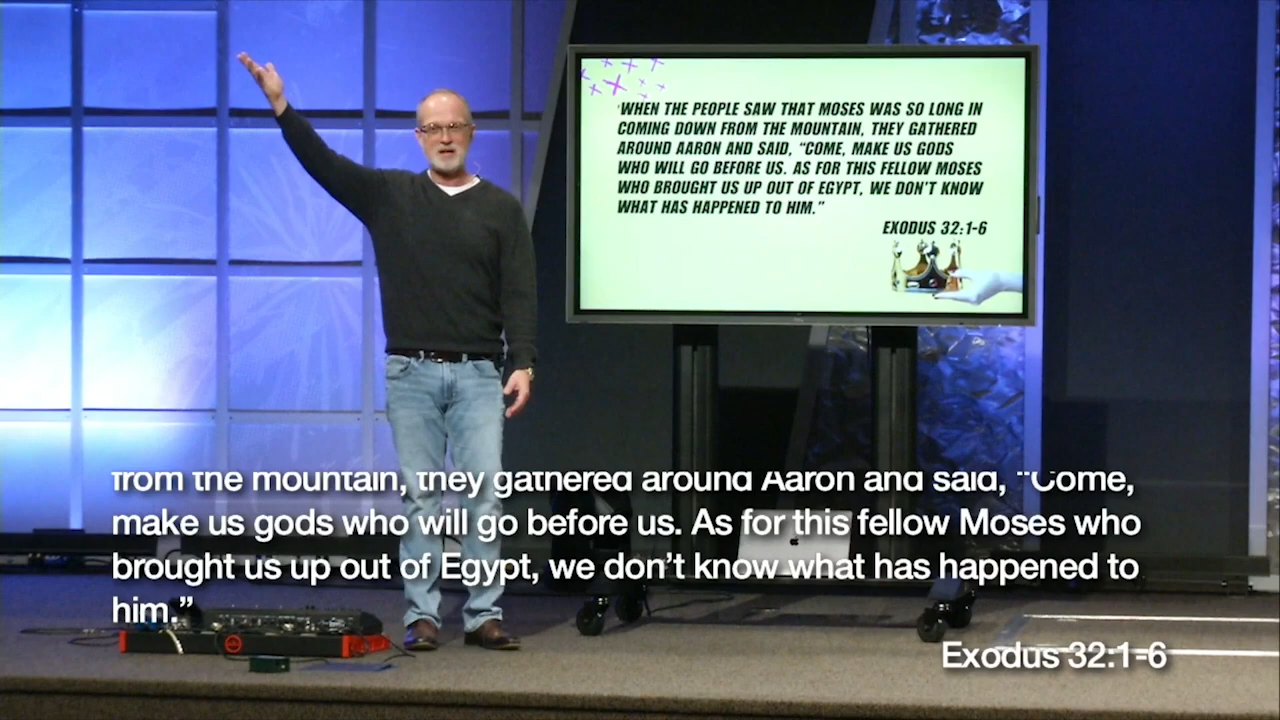 'WHEN THE PEOPLE SAW THAT MOSES WAS SO LONG IN
COMING DOWN FROM THE MOUNTAIN, THEY GATHERED
AROUND AARON AND SAID, “COME, MAKE US GODS
WHO WILL GO BEFORE US. AS FOR THIS FELLOW MOSES
WHO BROUGHT US UP OUT OF EGYPT, WE DON'T KNOW
WHAT HAS HAPPENED TO HIM.”
EXODUS 32:1-6
from the mountain, they gathered around Aaron and said, “Come,
make us gods who will go before us. As for this fellow Moses who
brought us up out of Egypt, we don’t know what has happened to
him.”
Exodus 32:1-6